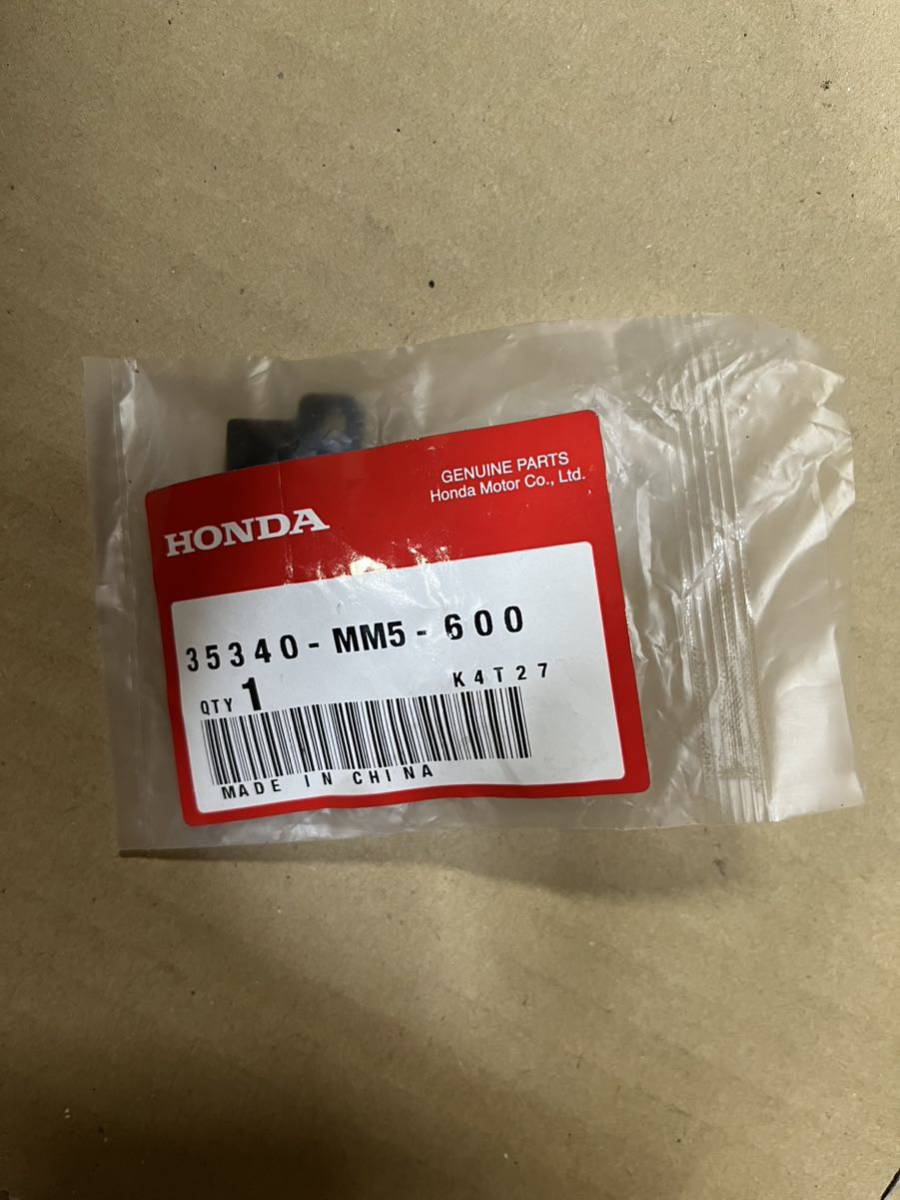 GENUINE PARTS
Honda Motor Co., Ltd.
HONDA
35340-MM5-600
QTY 1 K4T27
MADE IN CHINA